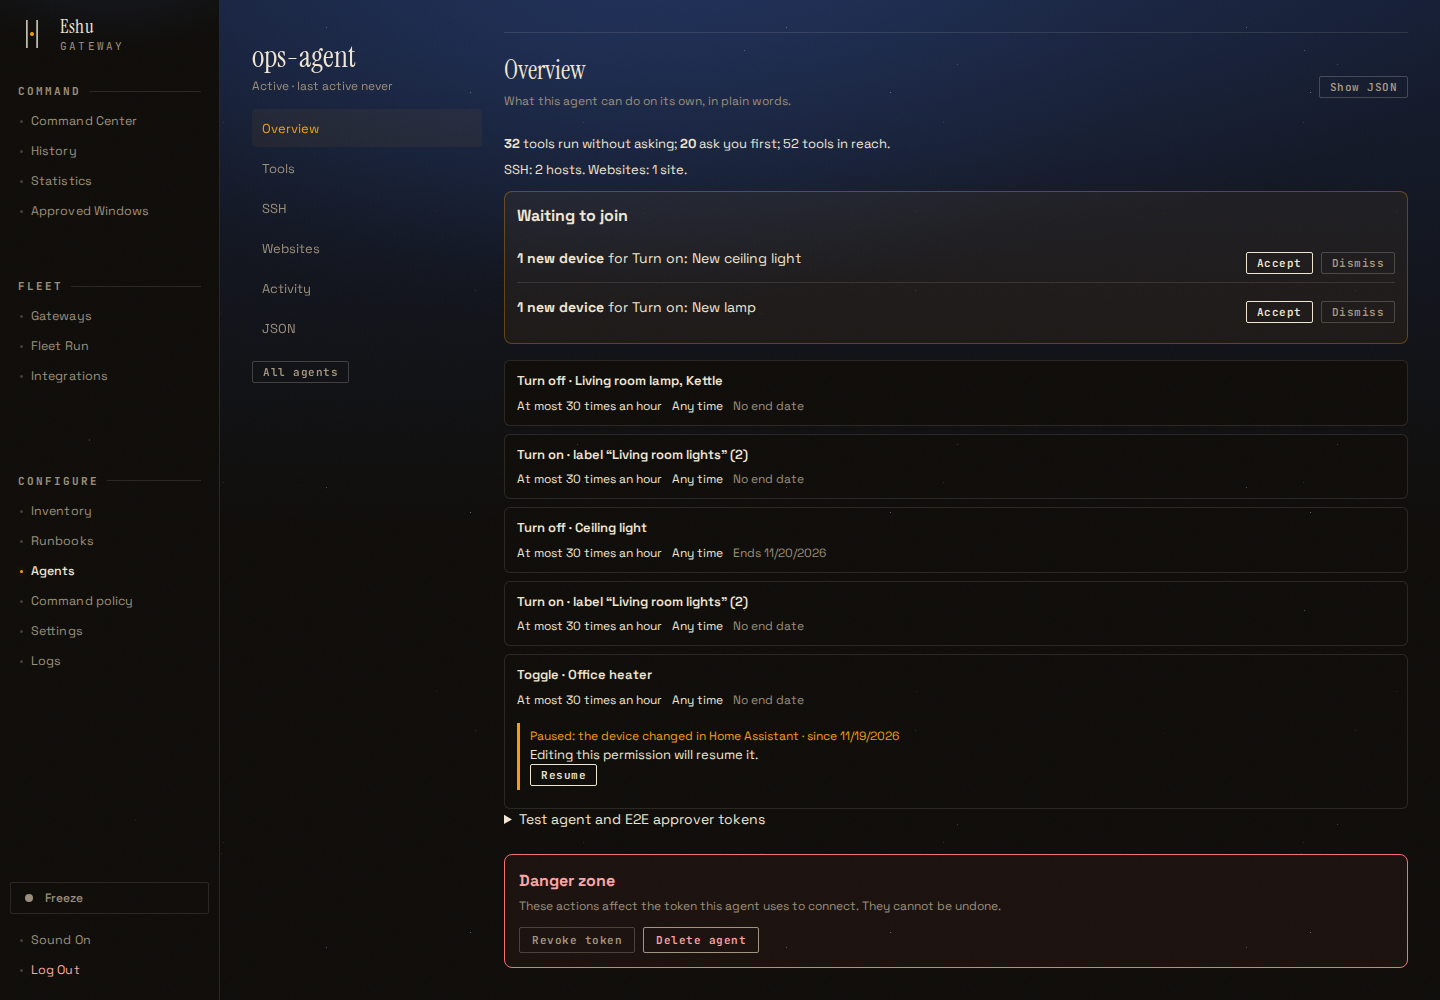 Eshu
GATEWAY
COMMAND
Command Center
History
Statistics
Approved Windows
FLEET
Gateways
Fleet Run
Integrations
CONFIGURE
Inventory
Runbooks
Agents
Command policy
Settings
Logs
Freeze
Sound On
Log Out
ops-agent
Active · last active never
Overview
Tools
SSH
Websites
Activity
JSON
All agents
Overview
What this agent can do on its own, in plain words.
Show JSON
32 tools run without asking; 20 ask you first; 52 tools in reach.
SSH: 2 hosts. Websites: 1 site.
Waiting to join
1 new device for Turn on: New ceiling light
Accept Dismiss
1 new device for Turn on: New lamp
Accept Dismiss
Turn off · Living room lamp, Kettle
At most 30 times an hour Any time No end date
Turn on · label “Living room lights” (2)
At most 30 times an hour Any time No end date
Turn off · Ceiling light
At most 30 times an hour Any time Ends 11/20/2026
Turn on · label “Living room lights” (2)
At most 30 times an hour Any time No end date
Toggle · Office heater
At most 30 times an hour Any time No end date
Paused: the device changed in Home Assistant · since 11/19/2026
Editing this permission will resume it.
Resume
Test agent and E2E approver tokens
Danger zone
These actions affect the token this agent uses to connect. They cannot be undone.
Revoke token Delete agent